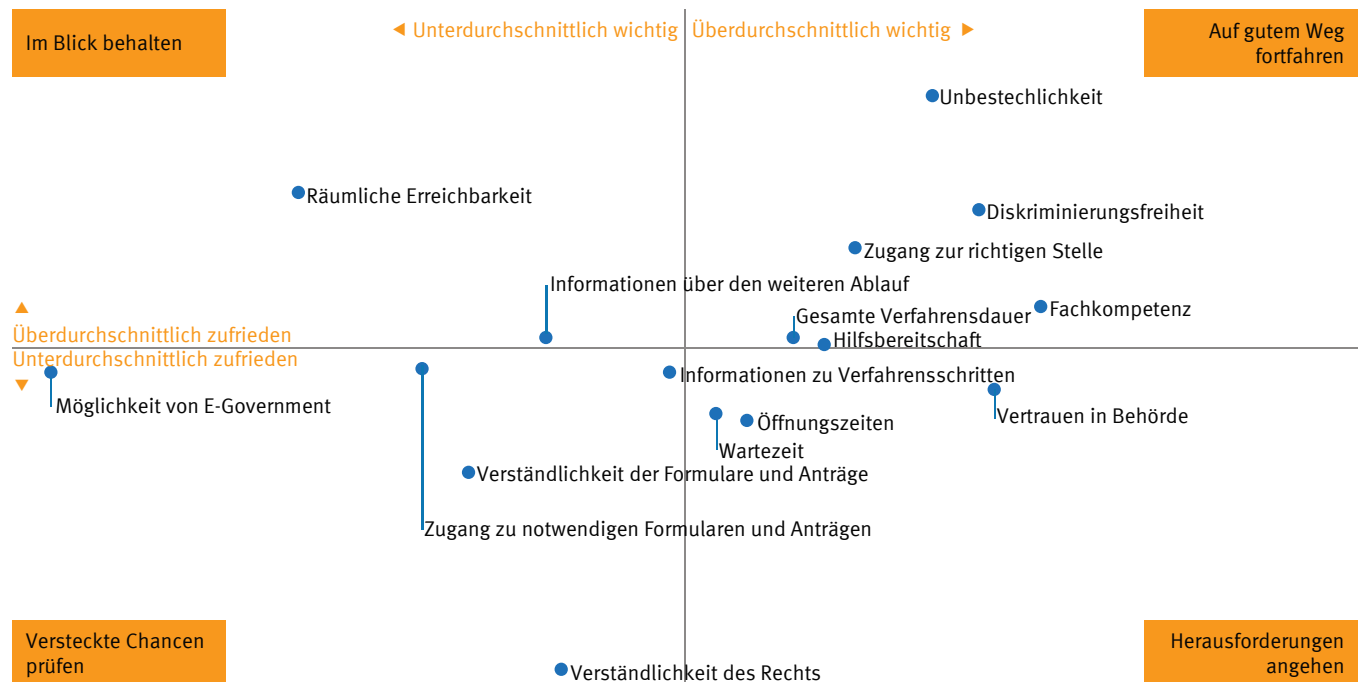 Im Blick behalten
◄ Unterdurchschnittlich wichtig
Überdurchschnittlich wichtig ►
Auf gutem Weg
fortfahren
Unbestechlichkeit
Räumliche Erreichbarkeit
Diskriminierungsfreiheit
Zugang zur richtigen Stelle
Informationen über den weiteren Ablauf
Gesamte Verfahrensdauer
Fachkompetenz
▲
Überdurchschnittlich zufrieden
Hilfsbereitschaft
Unterdurchschnittlich zufrieden
▼
Informationen zu Verfahrensschritten
Möglichkeit von E-Government
Vertrauen in Behörde
Öffnungszeiten
Wartezeit
Verständlichkeit der Formulare und Anträge
Zugang zu notwendigen Formularen und Anträgen
Versteckte Chancen
prüfen
Herausforderungen
angehen
Verständlichkeit des Rechts